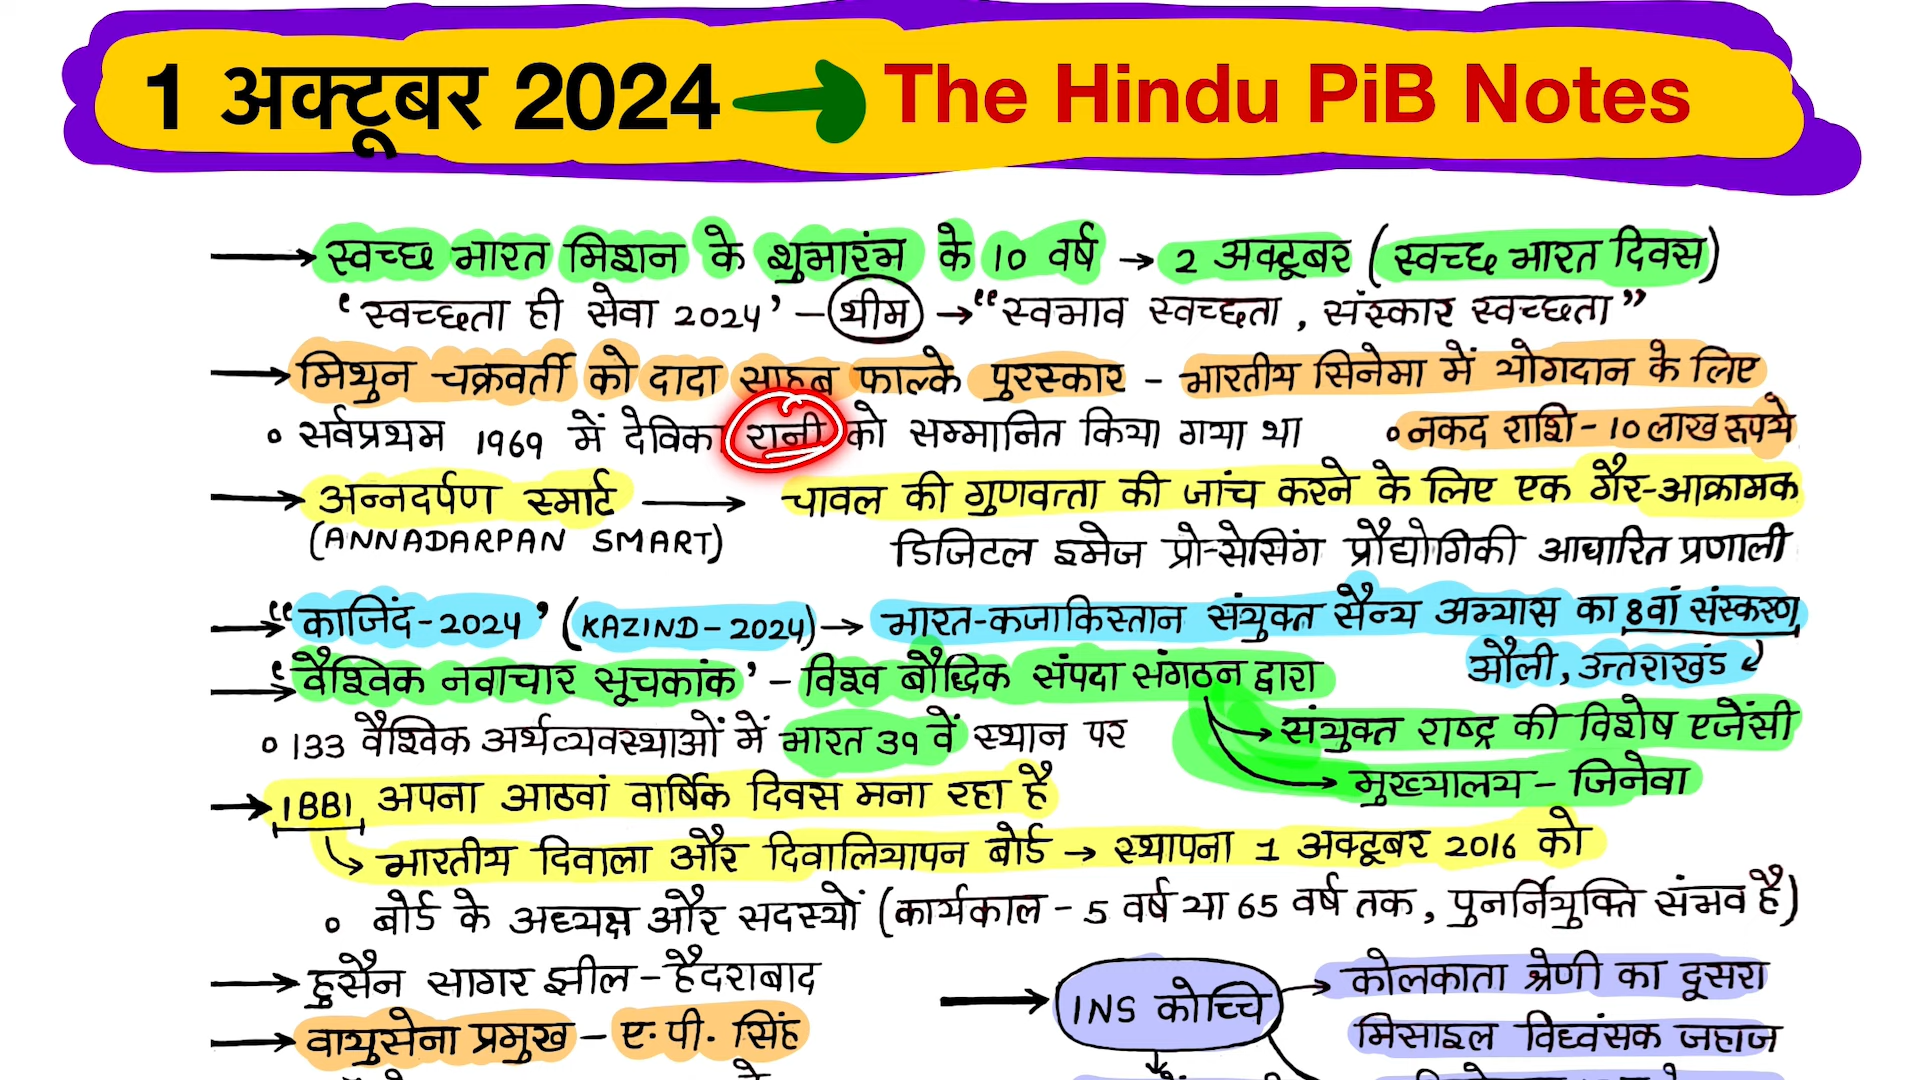 1 अक्टूबर 2024 → The Hindu PiB Notes
→ स्वच्छ भारत मिशन के शुभारंभ के 10 वर्ष → 2 अक्टूबर (स्वच्छ भारत दिवस)
‘स्वच्छता ही सेवा 2024’ – थीम → “स्वभाव स्वच्छता, संस्कार स्वच्छता”
→ मिथुन चक्रवर्ती को दादा साहब फाल्के पुरस्कार – भारतीय सिनेमा में योगदान के लिए
० सर्वप्रथम 1969 में देविका रानी को सम्मानित किया गया था ० नकद राशि - 10 लाख रूपये
→ अन्नदर्पण स्मार्ट → चावल की गुणवत्ता की जांच करने के लिए एक गैर-आक्रामक
(ANNADARPAN SMART) डिजिटल इमेज प्रो-सेसिंग प्रौद्योगिकी आधारित प्रणाली
→ “काजिंद-2024’ (KAZIND-2024) → भारत-कजाकिस्तान संयुक्त सैन्य अभ्यास का 8वां संस्करण
औली, उत्तराखंड
→ ‘वैश्विक नवाचार सूचकांक’ - विश्व बौद्धिक संपदा संगठन द्वारा
→ संयुक्त राष्ट्र की विशेष एजेंसी
० 133 वैश्विक अर्थव्यवस्थाओं में भारत 39 वें स्थान पर
→ मुख्यालय - जिनेवा
→ IBBI अपना आठवां वार्षिक दिवस मना रहा है
↳ भारतीय दिवाला और दिवालियापन बोर्ड → स्थापना 1 अक्टूबर 2016 को
० बोर्ड के अध्यक्ष और सदस्यों (कार्यकाल - 5 वर्ष या 65 वर्ष तक, पुनर्नियुक्ति संभव है)
→ हुसैन सागर झील - हैदराबाद
→ वायुसेना प्रमुख - ए.पी. सिंह
→ INS कोच्चि → कोलकाता श्रेणी का दूसरा
मिसाइल विध्वंसक जहाज